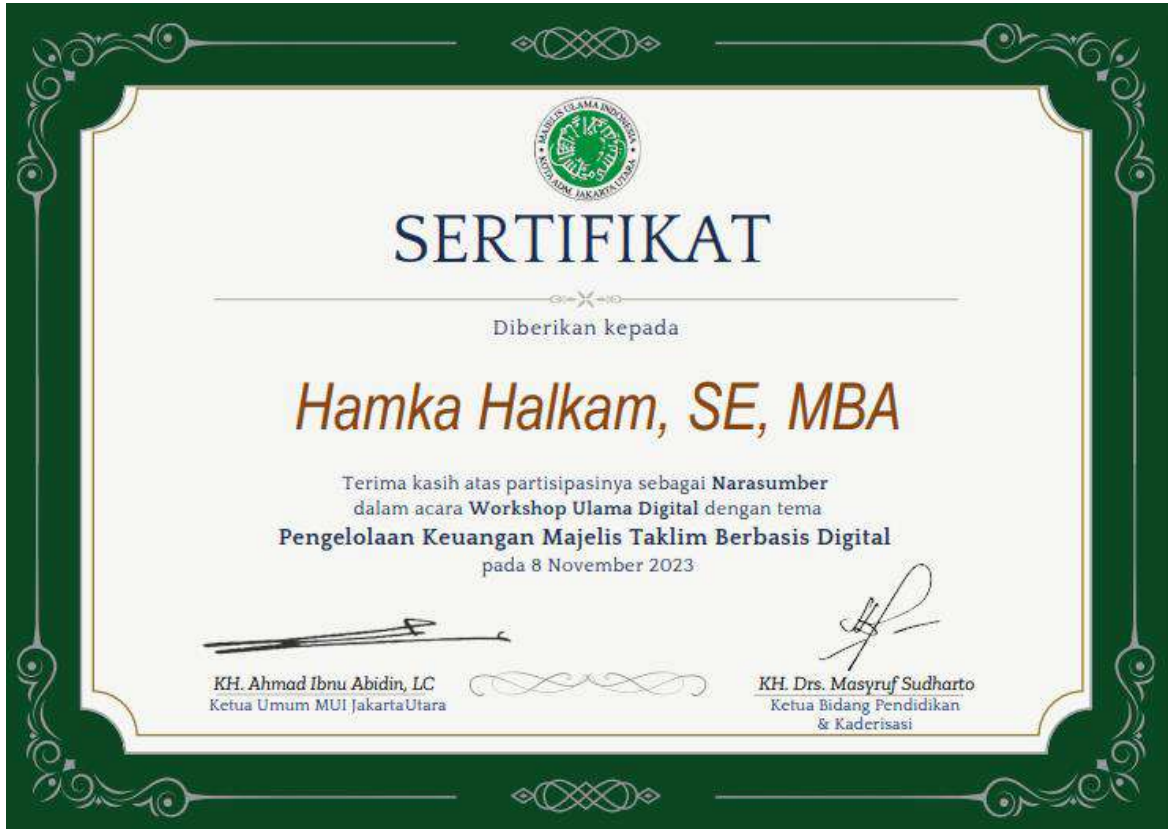 MAJELIS ULAMA INDONESIA
KOTA ADM. JAKARTA UTARA
SERTIFIKAT
Diberikan kepada
Hamka Halkam, SE, MBA
Terima kasih atas partisipasinya sebagai Narasumber
dalam acara Workshop Ulama Digital dengan tema
Pengelolaan Keuangan Majelis Taklim Berbasis Digital
pada 8 November 2023
KH. Ahmad Ibnu Abidin, LC
Ketua Umum MUI JakartaUtara
KH. Drs. Masyruf Sudharto
Ketua Bidang Pendidikan
& Kaderisasi